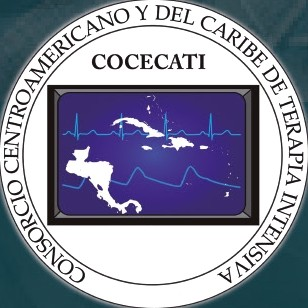 CONSORCIO CENTROAMERICANO Y DEL CARIBE DE TERAPIA INTENSIVA
COCECATI